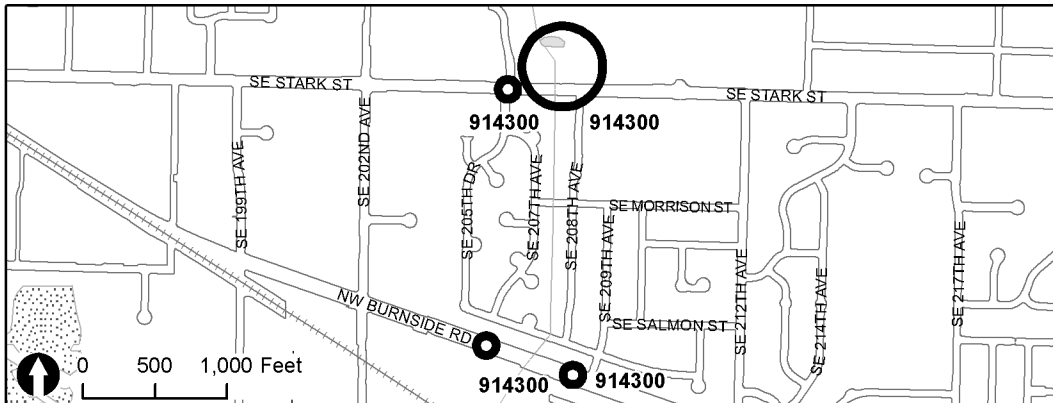 SE STARK ST
SE STARK ST
914300
914300
SE 199TH AVE
SE 202ND AVE
SE 205TH DR
SE 207TH AVE
SE 208TH AVE
SE MORRISON ST
SE 209TH AVE
SE 212TH AVE
SE 214TH AVE
SE 217TH AVE
NW BURNSIDE RD
SE SALMON ST
0 500 1,000 Feet
914300
914300